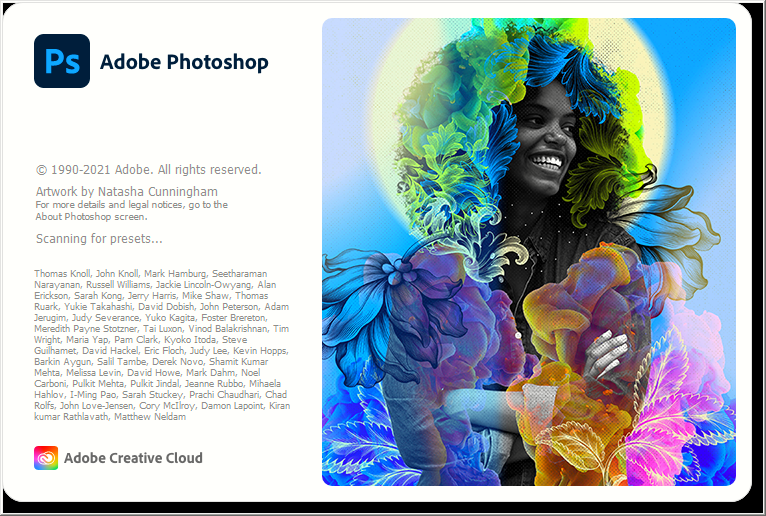 Ps Adobe Photoshop
© 1990-2021 Adobe. All rights reserved.
Artwork by Natasha Cunningham
For more details and legal notices, go to the
About Photoshop screen.
Scanning for presets...
Thomas Knoll, John Knoll, Mark Hamburg, Seetharaman
Narayanan, Russell Williams, Jackie Lincoln-Owyang, Alan
Erickson, Sarah Kong, Jerry Harris, Mike Shaw, Thomas
Ruark, Yukie Takahashi, David Dobish, John Peterson, Adam
Jerugim, Judy Severance, Yuko Kagita, Foster Brereton,
Meredith Payne Stotzner, Tai Luxon, Vinod Balakrishnan, Tim
Wright, Maria Yap, Pam Clark, Kyoko Itoda, Steve
Guilhamet, David Hackel, Eric Floch, Judy Lee, Kevin Hopps,
Barkin Aygun, Salil Tambe, Derek Novo, Shamit Kumar
Mehta, Melissa Levin, David Howe, Mark Dahm, Noel
Carboni, Pulkit Mehta, Pulkit Jindal, Jeanne Rubbo, Mihaela
Hahlov, I-Ming Pao, Sarah Stuckey, Prachi Chaudhari, Chad
Rolfs, John Love-Jensen, Cory McIlroy, Damon Lapoint, Kiran
kumar Rathlavath, Matthew Neldam
Adobe Creative Cloud